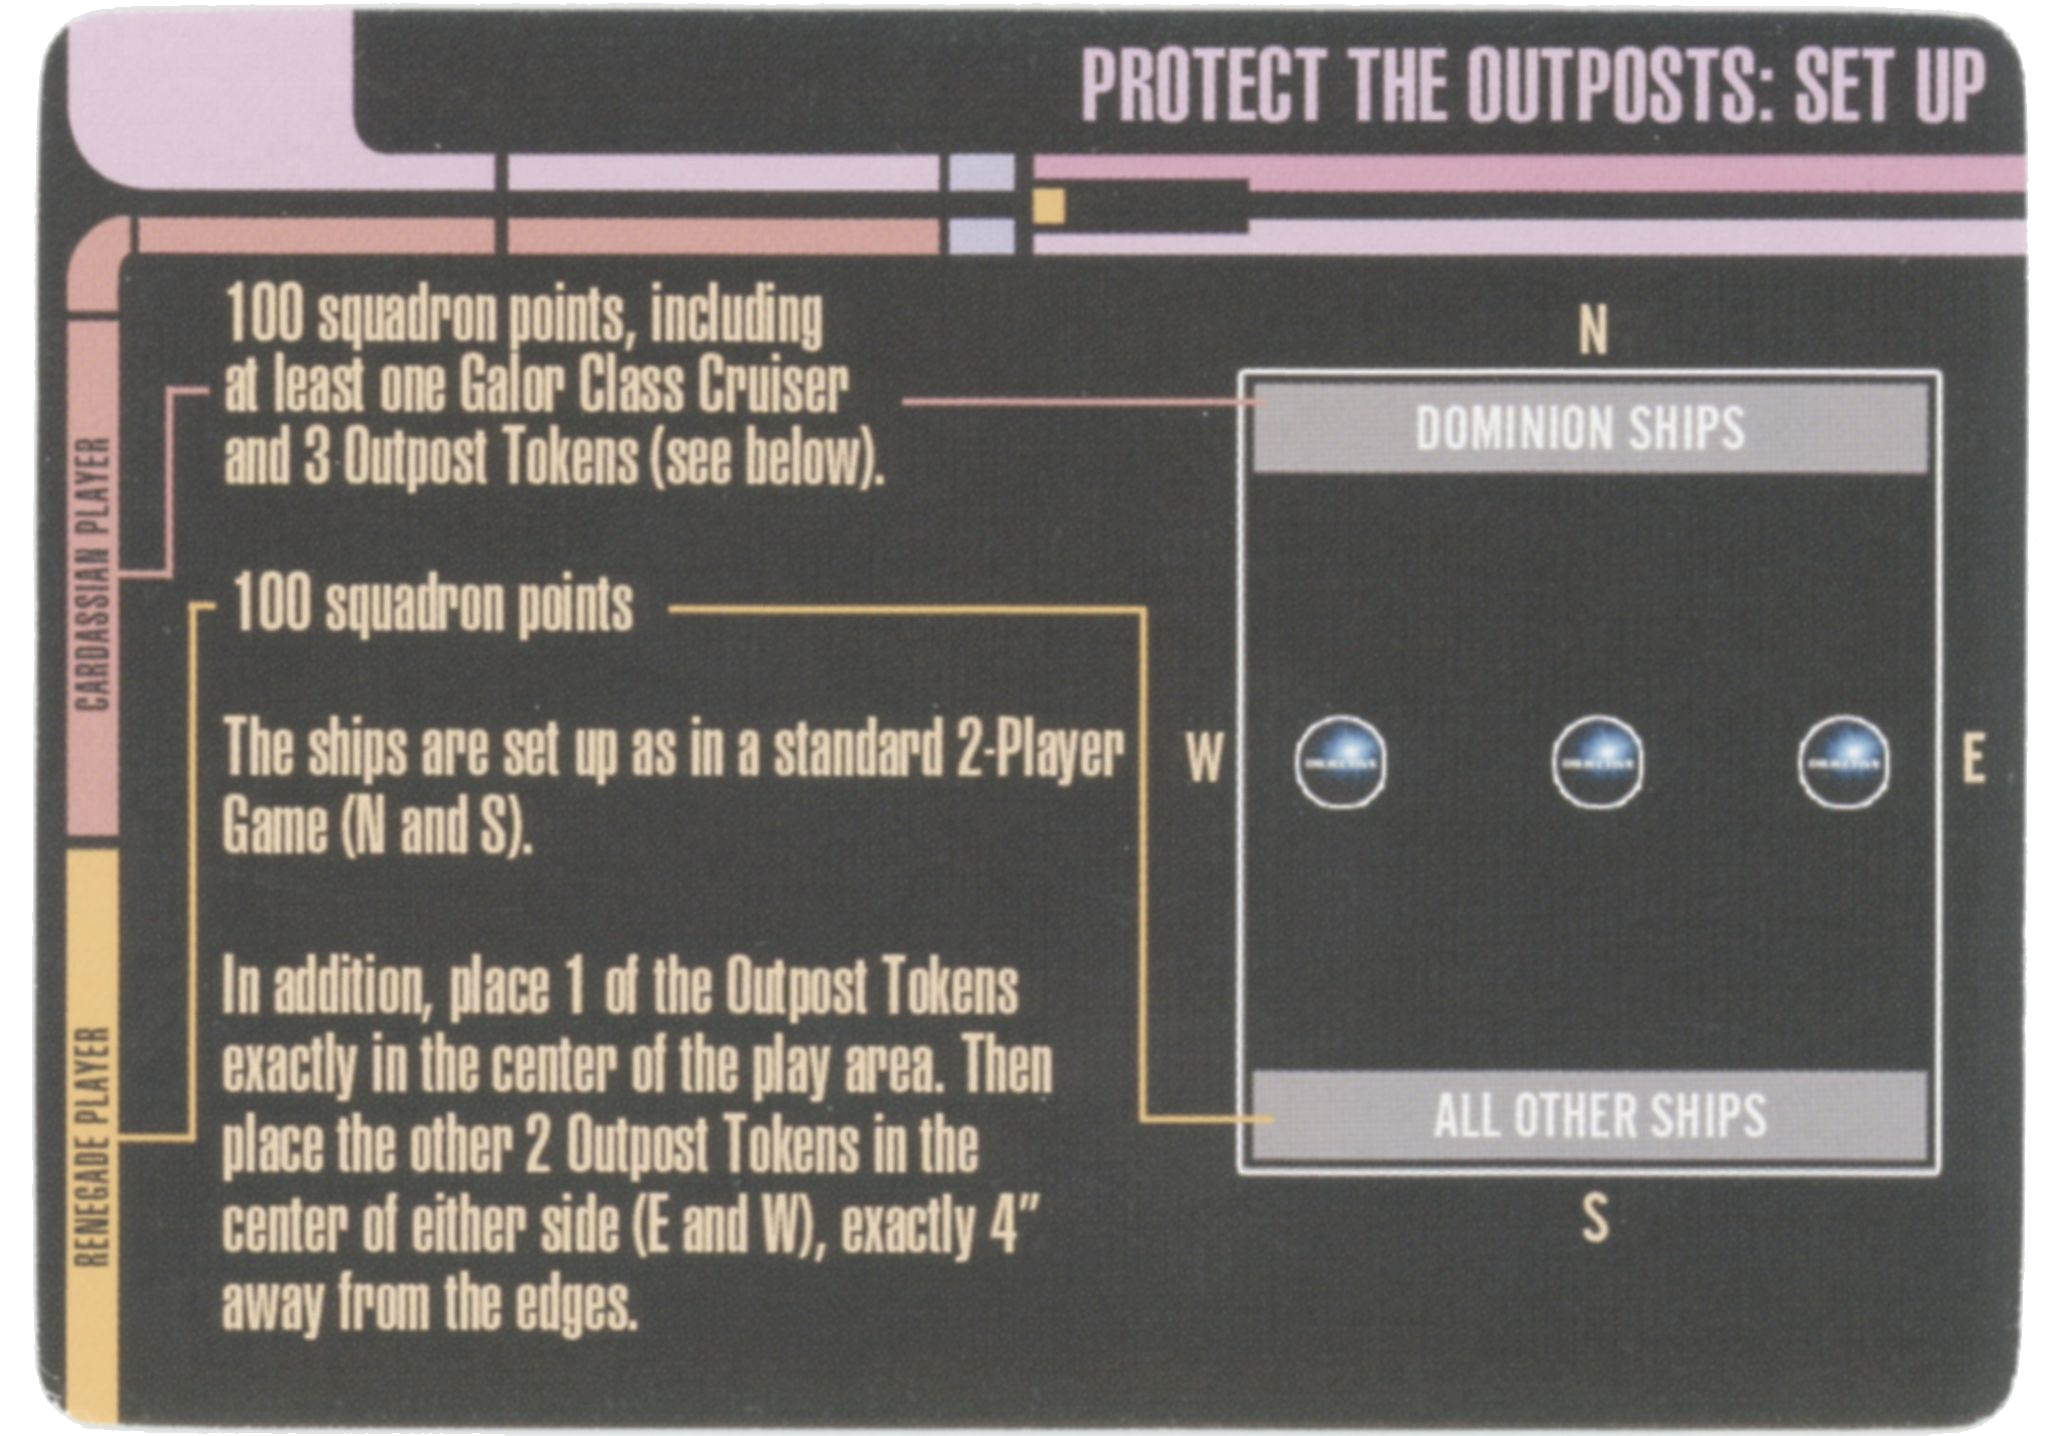 PROTECT THE OUTPOSTS: SET UP
CARDASSIAN PLAYER
100 squadron points, including
at least one Galor Class Cruiser
and 3 Outpost Tokens (see below).
RENEGADE PLAYER
100 squadron points
The ships are set up as in a standard 2-Player
Game (N and S).
In addition, place 1 of the Outpost Tokens
exactly in the center of the play area. Then
place the other 2 Outpost Tokens in the
center of either side (E and W), exactly 4”
away from the edges.
N
DOMINION SHIPS
W
E
ALL OTHER SHIPS
S